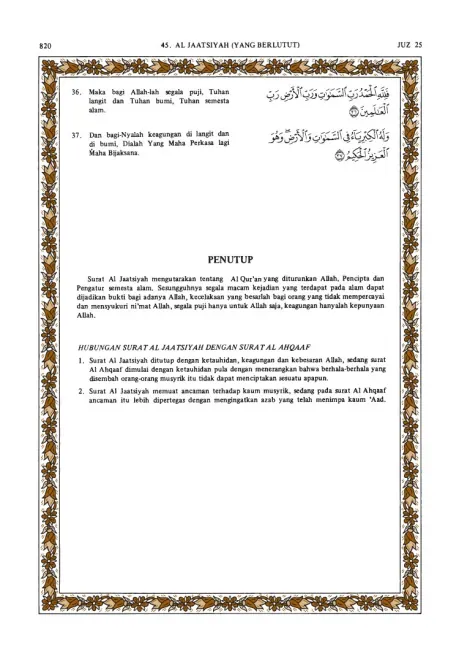 820
45. AL JAATSIYAH (YANG BERLUTUT)
JUZ 25
36. Maka bagi Allah-lah segala puji, Tuhan
langit dan Tuhan bumi, Tuhan semesta
alam.
فَلِلَّهِ الْحَمْدُ رَبِّ السَّمَٰوَٰتِ وَرَبِّ الْأَرْضِ رَبِّ
الْعَٰلَمِينَ ﴿٣٦﴾
37. Dan bagi-Nyalah keagungan di langit dan
di bumi, Dialah Yang Maha Perkasa lagi
Maha Bijaksana.
وَلَهُ الْكِبْرِيَاءُ فِي السَّمَٰوَٰتِ وَالْأَرْضِ ۖ وَهُوَ
الْعَزِيزُ الْحَكِيمُ ﴿٣٧﴾
PENUTUP
Surat Al Jaatsiyah mengutarakan tentang Al Qur'an yang diturunkan Allah, Pencipta dan
Pengatur semesta alam. Sesungguhnya segala macam kejadian yang terdapat pada alam dapat
dijadikan bukti bagi adanya Allah, kecelakaan yang besarlah bagi orang yang tidak mempercayai
dan mensyukuri ni'mat Allah, segala puji hanya untuk Allah saja, keagungan hanyalah kepunyaan
Allah.
HUBUNGAN SURAT AL JAATSIYAH DENGAN SURAT AL AHQAAF
1. Surat Al Jaatsiyah ditutup dengan ketauhidan, keagungan dan kebesaran Allah, sedang surat
Al Ahqaaf dimulai dengan ketauhidan pula dengan menerangkan bahwa berhala-berhala yang
disembah orang-orang musyrik itu tidak dapat menciptakan sesuatu apapun.
2. Surat Al Jaatsiyah memuat ancaman terhadap kaum musyrik, sedang pada surat Al Ahqaaf
ancaman itu lebih dipertegas dengan mengingatkan azab yang telah menimpa kaum 'Aad.